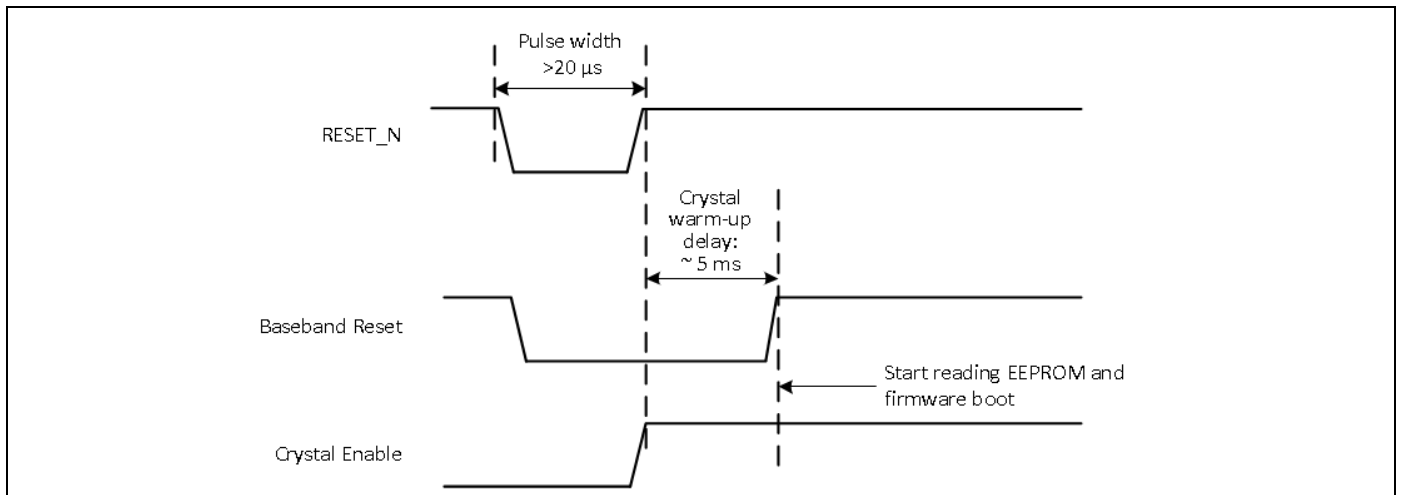 Pulse width
>20 µs
RESET_N
Crystal
warm-up
delay:
~ 5 ms
Baseband Reset
Start reading EEPROM and
firmware boot
Crystal Enable